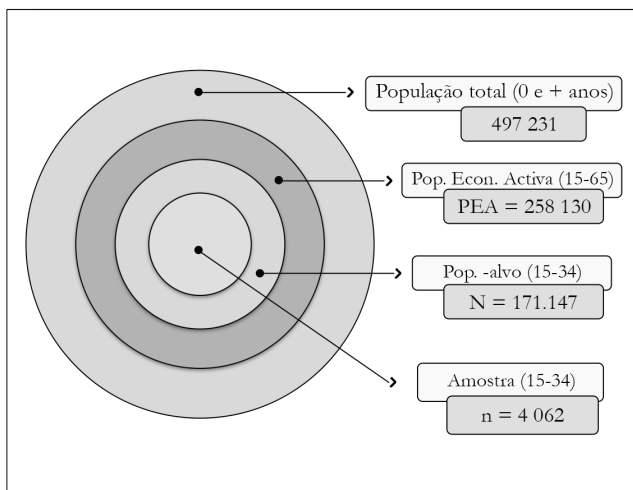 População total (0 e + anos)
497 231
Pop. Econ. Activa (15-65)
PEA = 258 130
Pop. -alvo (15-34)
N = 171.147
Amostra (15-34)
n = 4 062